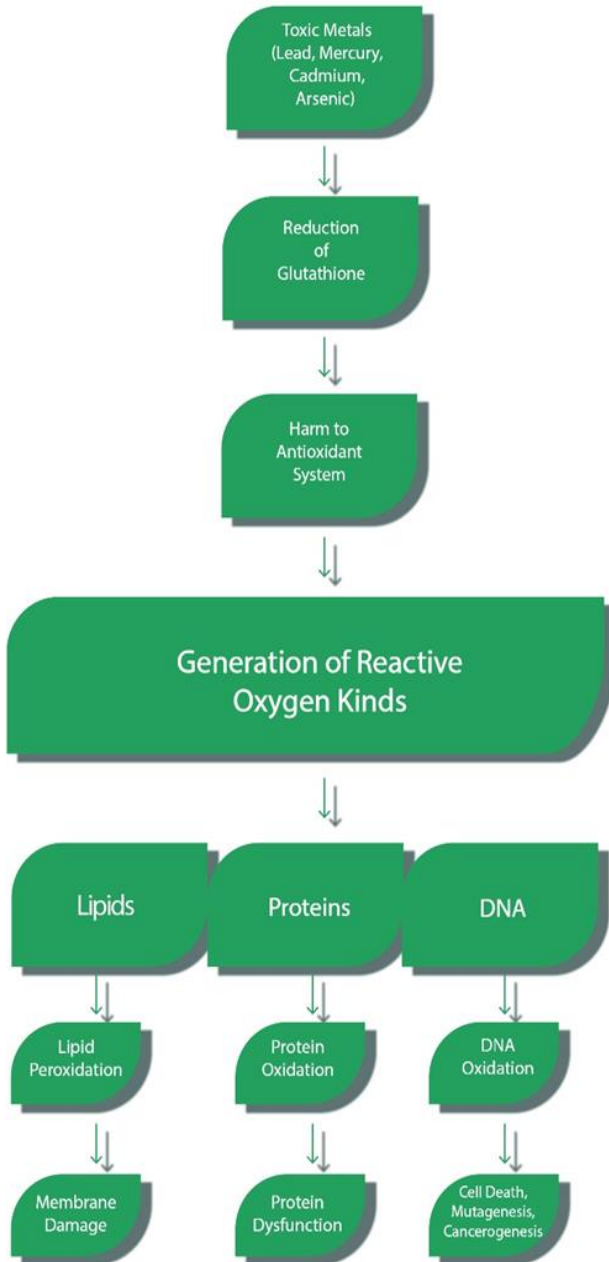 Toxic Metals
(Lead, Mercury,
Cadmium,
Arsenic)
Reduction
of
Glutathione
Harm to
Antioxidant
System
Generation of Reactive
Oxygen Kinds
Lipids
Proteins
DNA
Lipid
Peroxidation
Protein
Oxidation
DNA
Oxidation
Membrane
Damage
Protein
Dysfunction
Cell Death,
Mutagenesis,
Cancerogenesis